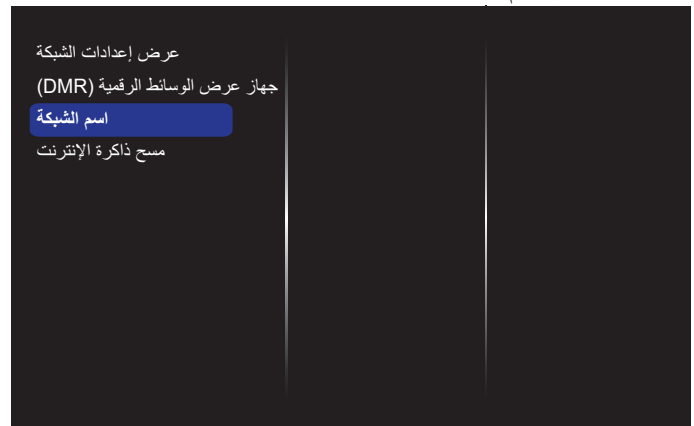 عرض إعدادات الشبكة
جهاز عرض الوسائط الرقمية (DMR)
اسم الشبكة
مسح ذاكرة الإنترنت